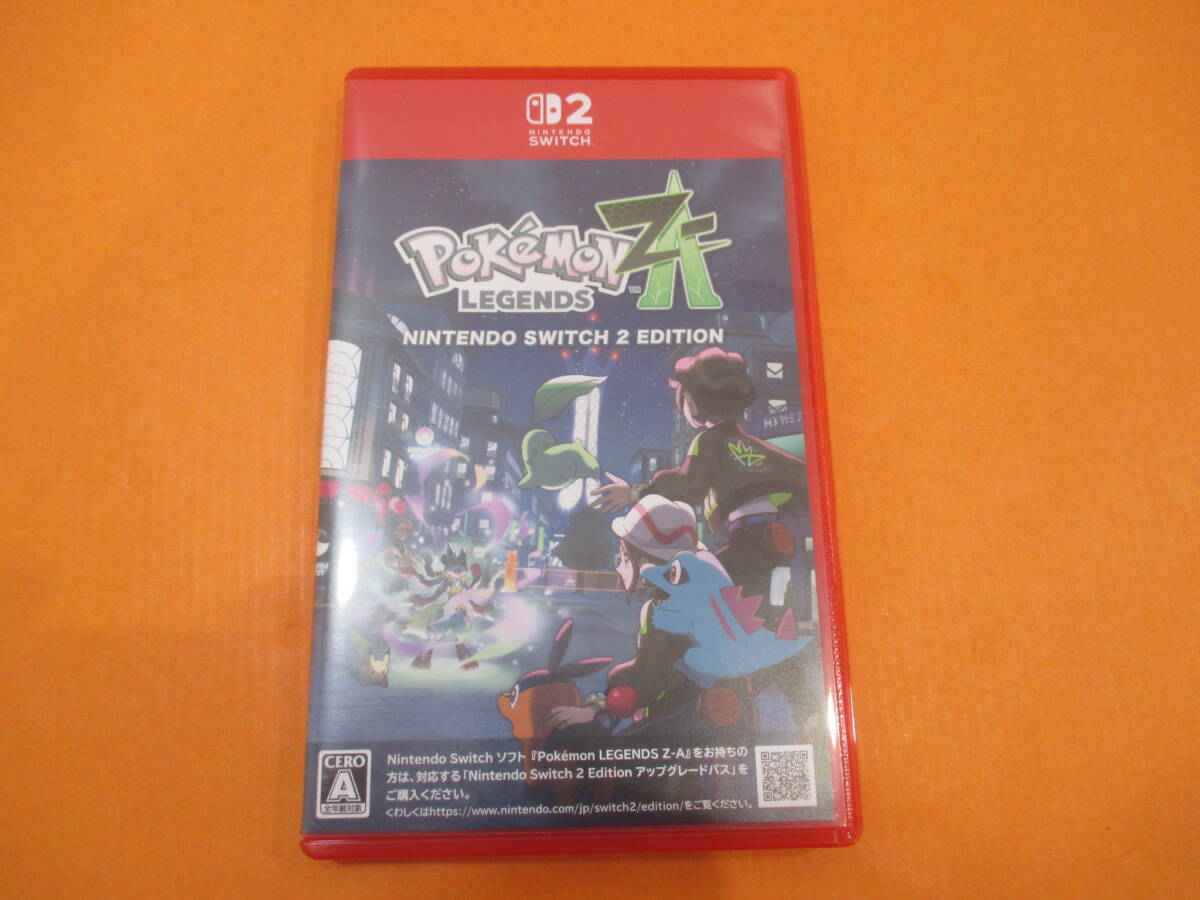 2
NINTENDO
SWITCH™
POKéMON
LEGENDS
ZA™
NINTENDO SWITCH 2 EDITION
CERO
A
全年齢対象
Nintendo Switch ソフト『Pokémon LEGENDS Z-A』をお持ちの
方は、対応する「Nintendo Switch 2 Edition アップグレードパス」を
ご購入ください。
くわしくはhttps://www.nintendo.com/jp/switch2/edition/をご覧ください。